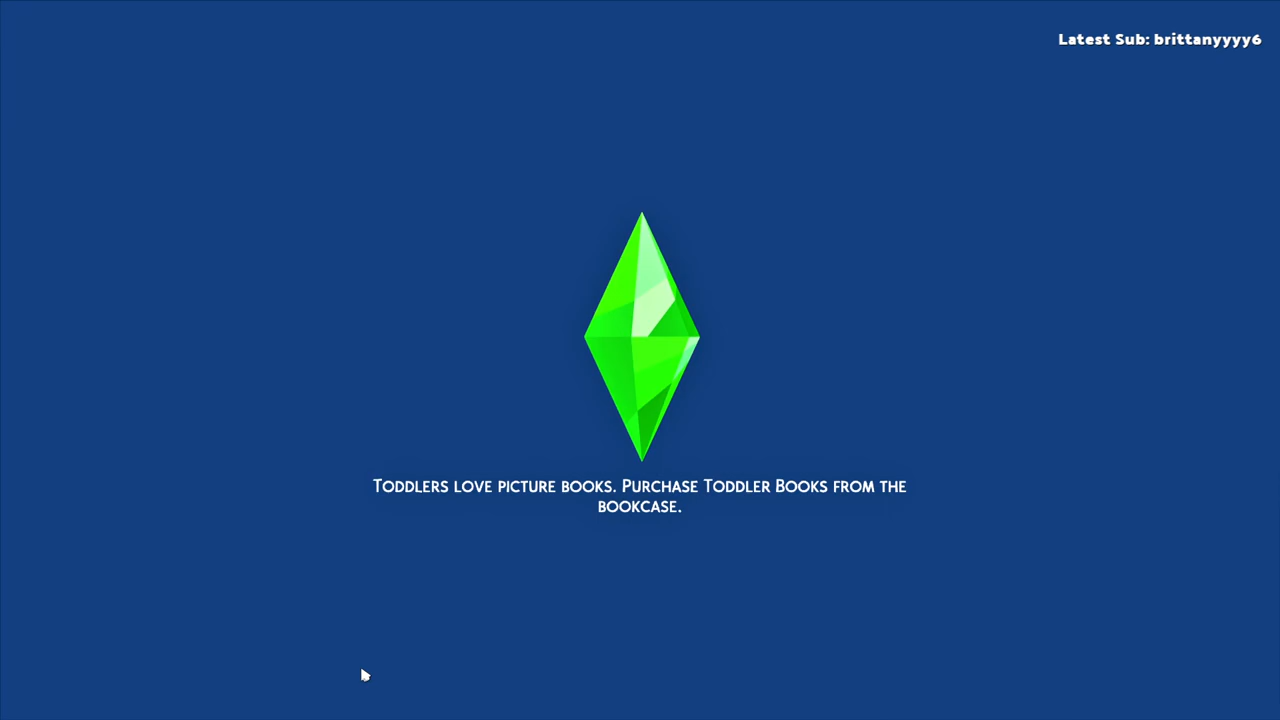 Latest Sub: brittanyyyy6
Toddlers love picture books. Purchase Toddler Books from the
bookcase.